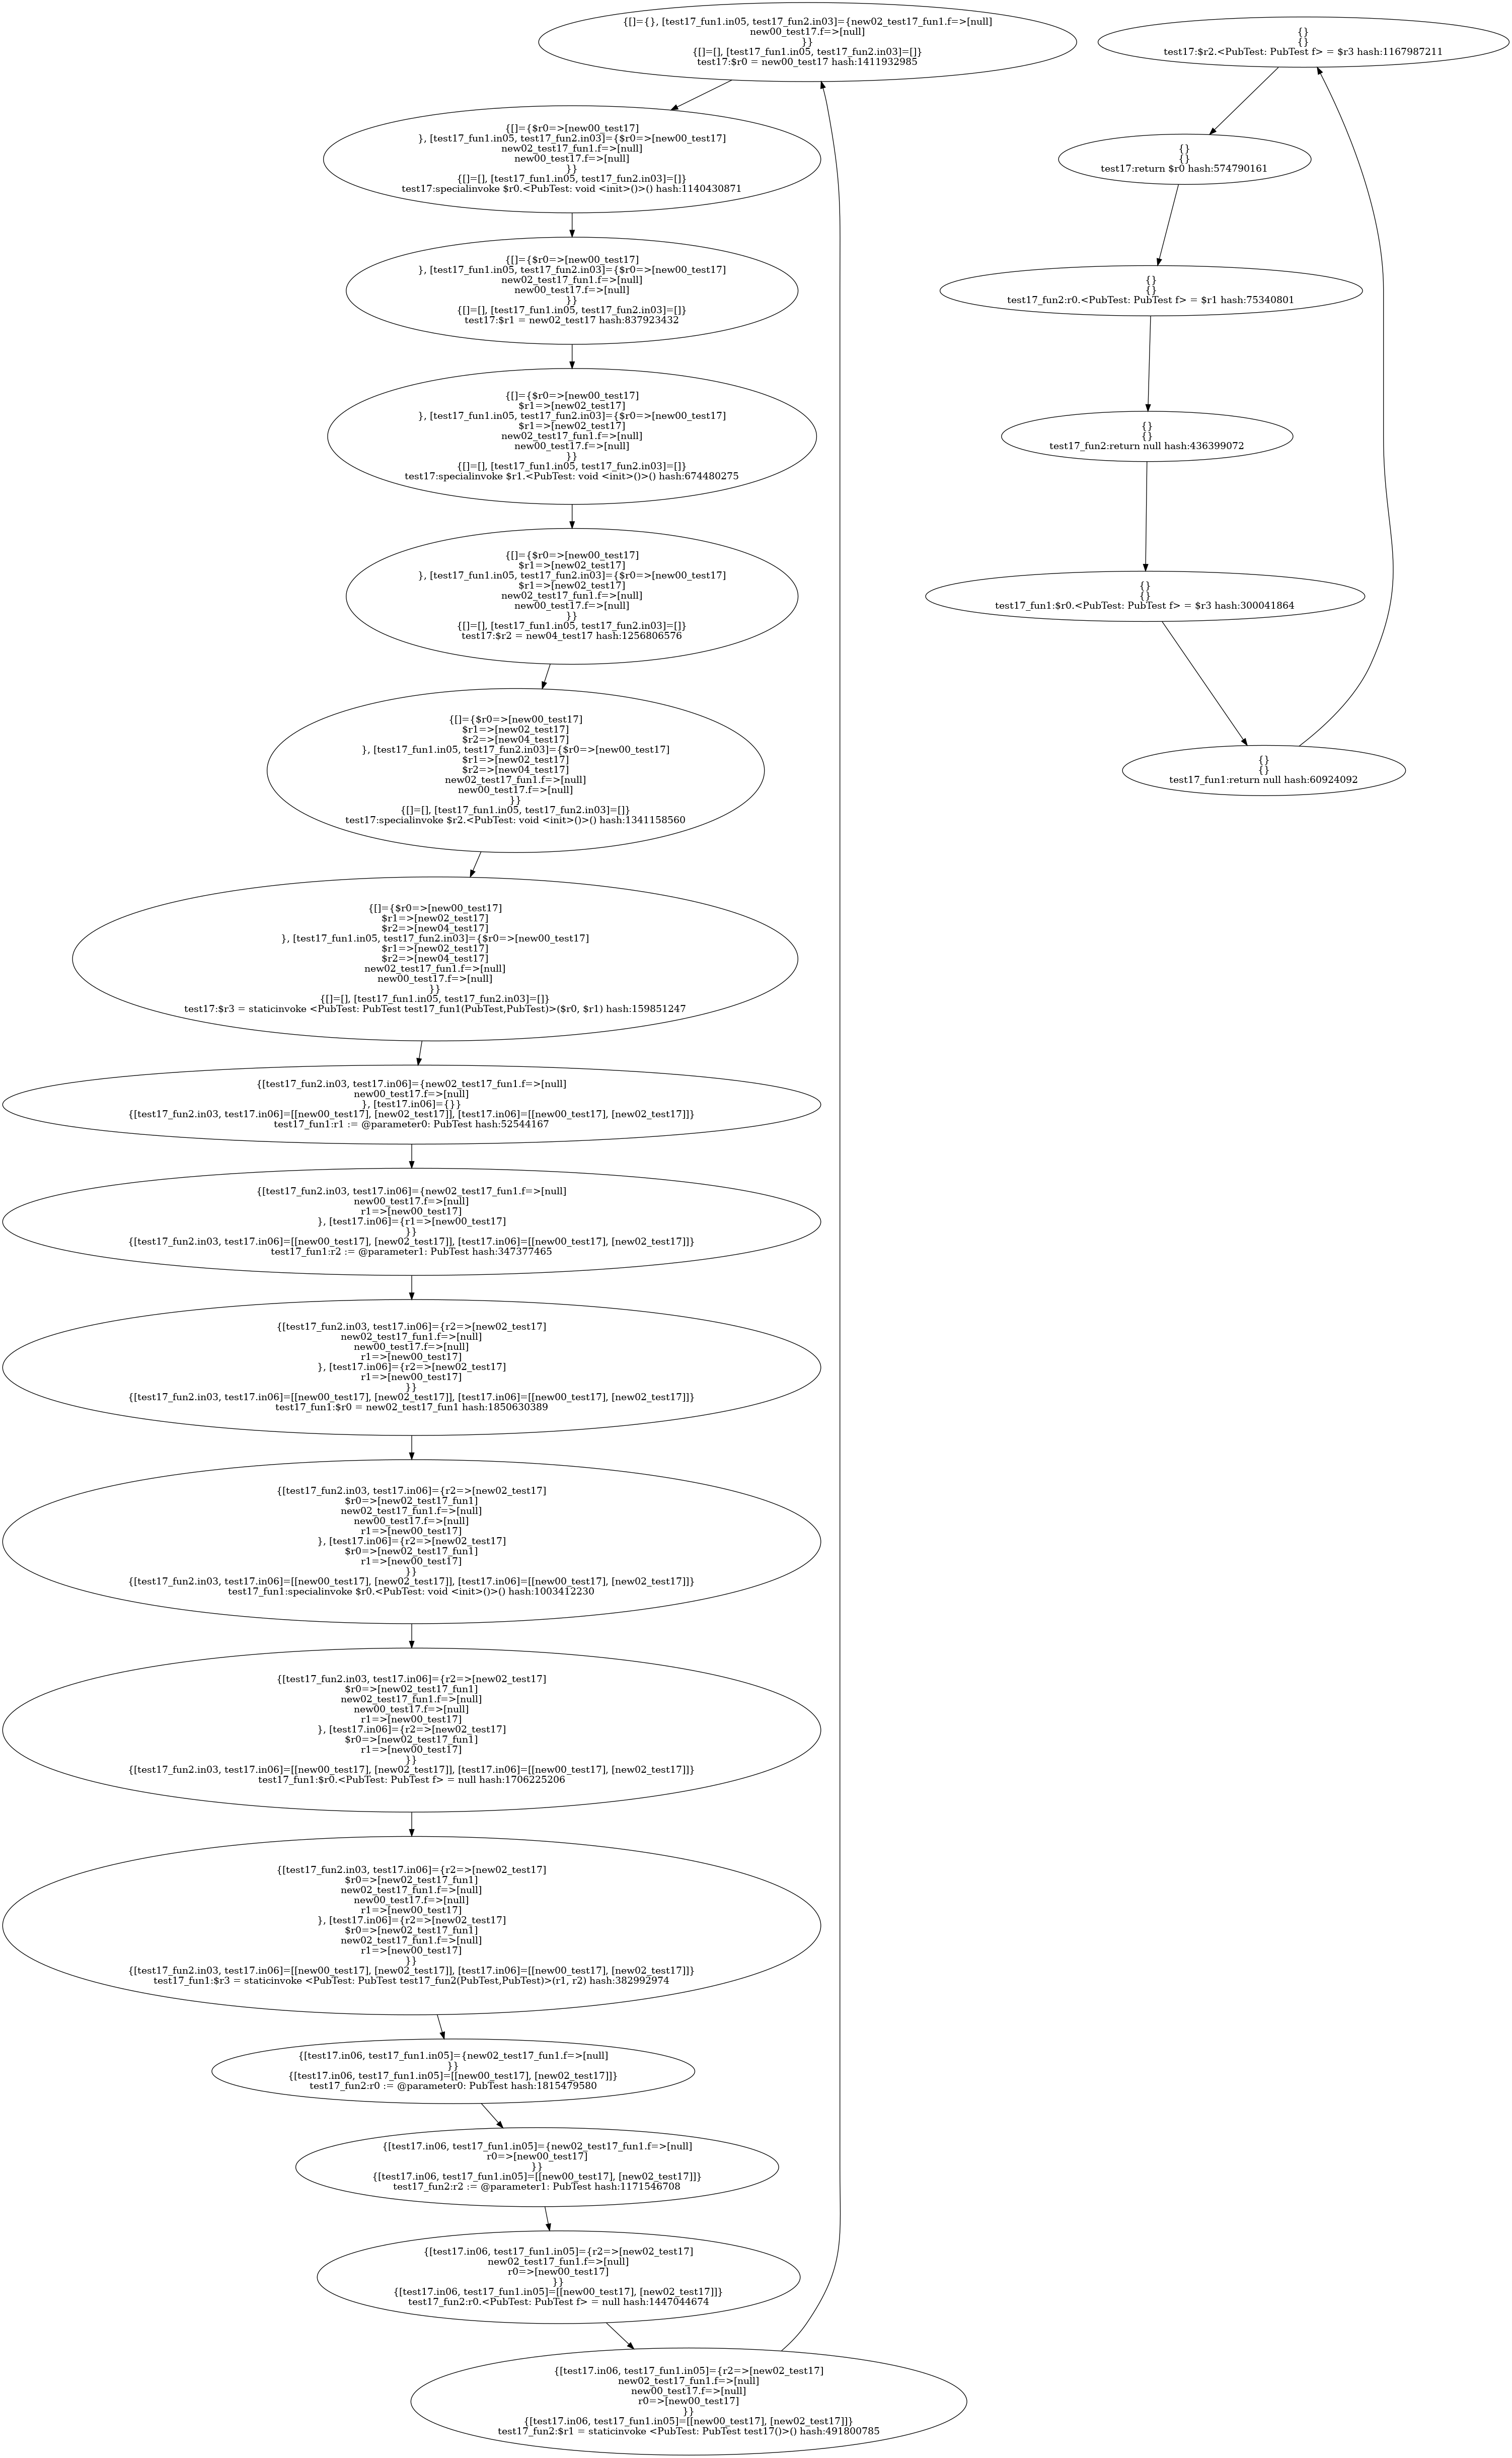 {[]={}, [test17_fun1.in05, test17_fun2.in03]={new02_test17_fun1.f=>[null]
new00_test17.f=>[null]
}}
{[]=[], [test17_fun1.in05, test17_fun2.in03]=[]}
test17:$r0 = new00_test17 hash:1411932985
{[]={$r0=>[new00_test17]
}, [test17_fun1.in05, test17_fun2.in03]={$r0=>[new00_test17]
new02_test17_fun1.f=>[null]
new00_test17.f=>[null]
}}
{[]=[], [test17_fun1.in05, test17_fun2.in03]=[]}
test17:specialinvoke $r0.<PubTest: void <init>()>() hash:1140430871
{[]={$r0=>[new00_test17]
}, [test17_fun1.in05, test17_fun2.in03]={$r0=>[new00_test17]
new02_test17_fun1.f=>[null]
new00_test17.f=>[null]
}}
{[]=[], [test17_fun1.in05, test17_fun2.in03]=[]}
test17:$r1 = new02_test17 hash:837923432
{[]={$r0=>[new00_test17]
$r1=>[new02_test17]
}, [test17_fun1.in05, test17_fun2.in03]={$r0=>[new00_test17]
$r1=>[new02_test17]
new02_test17_fun1.f=>[null]
new00_test17.f=>[null]
}}
{[]=[], [test17_fun1.in05, test17_fun2.in03]=[]}
test17:specialinvoke $r1.<PubTest: void <init>()>() hash:674480275
{[]={$r0=>[new00_test17]
$r1=>[new02_test17]
}, [test17_fun1.in05, test17_fun2.in03]={$r0=>[new00_test17]
$r1=>[new02_test17]
new02_test17_fun1.f=>[null]
new00_test17.f=>[null]
}}
{[]=[], [test17_fun1.in05, test17_fun2.in03]=[]}
test17:$r2 = new04_test17 hash:1256806576
{[]={$r0=>[new00_test17]
$r1=>[new02_test17]
$r2=>[new04_test17]
}, [test17_fun1.in05, test17_fun2.in03]={$r0=>[new00_test17]
$r1=>[new02_test17]
$r2=>[new04_test17]
new02_test17_fun1.f=>[null]
new00_test17.f=>[null]
}}
{[]=[], [test17_fun1.in05, test17_fun2.in03]=[]}
test17:specialinvoke $r2.<PubTest: void <init>()>() hash:1341158560
{[]={$r0=>[new00_test17]
$r1=>[new02_test17]
$r2=>[new04_test17]
}, [test17_fun1.in05, test17_fun2.in03]={$r0=>[new00_test17]
$r1=>[new02_test17]
$r2=>[new04_test17]
new02_test17_fun1.f=>[null]
new00_test17.f=>[null]
}}
{[]=[], [test17_fun1.in05, test17_fun2.in03]=[]}
test17:$r3 = staticinvoke <PubTest: PubTest test17_fun1(PubTest,PubTest)>($r0, $r1) hash:159851247
{[test17_fun2.in03, test17.in06]={new02_test17_fun1.f=>[null]
new00_test17.f=>[null]
}, [test17.in06]={}}
{[test17_fun2.in03, test17.in06]=[[new00_test17], [new02_test17]], [test17.in06]=[[new00_test17], [new02_test17]]}
test17_fun1:r1 := @parameter0: PubTest hash:52544167
{[test17_fun2.in03, test17.in06]={new02_test17_fun1.f=>[null]
new00_test17.f=>[null]
r1=>[new00_test17]
}, [test17.in06]={r1=>[new00_test17]
}}
{[test17_fun2.in03, test17.in06]=[[new00_test17], [new02_test17]], [test17.in06]=[[new00_test17], [new02_test17]]}
test17_fun1:r2 := @parameter1: PubTest hash:347377465
{[test17_fun2.in03, test17.in06]={r2=>[new02_test17]
new02_test17_fun1.f=>[null]
new00_test17.f=>[null]
r1=>[new00_test17]
}, [test17.in06]={r2=>[new02_test17]
r1=>[new00_test17]
}}
{[test17_fun2.in03, test17.in06]=[[new00_test17], [new02_test17]], [test17.in06]=[[new00_test17], [new02_test17]]}
test17_fun1:$r0 = new02_test17_fun1 hash:1850630389
{[test17_fun2.in03, test17.in06]={r2=>[new02_test17]
$r0=>[new02_test17_fun1]
new02_test17_fun1.f=>[null]
new00_test17.f=>[null]
r1=>[new00_test17]
}, [test17.in06]={r2=>[new02_test17]
$r0=>[new02_test17_fun1]
r1=>[new00_test17]
}}
{[test17_fun2.in03, test17.in06]=[[new00_test17], [new02_test17]], [test17.in06]=[[new00_test17], [new02_test17]]}
test17_fun1:specialinvoke $r0.<PubTest: void <init>()>() hash:1003412230
{[test17_fun2.in03, test17.in06]={r2=>[new02_test17]
$r0=>[new02_test17_fun1]
new02_test17_fun1.f=>[null]
new00_test17.f=>[null]
r1=>[new00_test17]
}, [test17.in06]={r2=>[new02_test17]
$r0=>[new02_test17_fun1]
r1=>[new00_test17]
}}
{[test17_fun2.in03, test17.in06]=[[new00_test17], [new02_test17]], [test17.in06]=[[new00_test17], [new02_test17]]}
test17_fun1:$r0.<PubTest: PubTest f> = null hash:1706225206
{[test17_fun2.in03, test17.in06]={r2=>[new02_test17]
$r0=>[new02_test17_fun1]
new02_test17_fun1.f=>[null]
new00_test17.f=>[null]
r1=>[new00_test17]
}, [test17.in06]={r2=>[new02_test17]
$r0=>[new02_test17_fun1]
new02_test17_fun1.f=>[null]
r1=>[new00_test17]
}}
{[test17_fun2.in03, test17.in06]=[[new00_test17], [new02_test17]], [test17.in06]=[[new00_test17], [new02_test17]]}
test17_fun1:$r3 = staticinvoke <PubTest: PubTest test17_fun2(PubTest,PubTest)>(r1, r2) hash:382992974
{[test17.in06, test17_fun1.in05]={new02_test17_fun1.f=>[null]
}}
{[test17.in06, test17_fun1.in05]=[[new00_test17], [new02_test17]]}
test17_fun2:r0 := @parameter0: PubTest hash:1815479580
{[test17.in06, test17_fun1.in05]={new02_test17_fun1.f=>[null]
r0=>[new00_test17]
}}
{[test17.in06, test17_fun1.in05]=[[new00_test17], [new02_test17]]}
test17_fun2:r2 := @parameter1: PubTest hash:1171546708
{[test17.in06, test17_fun1.in05]={r2=>[new02_test17]
new02_test17_fun1.f=>[null]
r0=>[new00_test17]
}}
{[test17.in06, test17_fun1.in05]=[[new00_test17], [new02_test17]]}
test17_fun2:r0.<PubTest: PubTest f> = null hash:1447044674
{[test17.in06, test17_fun1.in05]={r2=>[new02_test17]
new02_test17_fun1.f=>[null]
new00_test17.f=>[null]
r0=>[new00_test17]
}}
{[test17.in06, test17_fun1.in05]=[[new00_test17], [new02_test17]]}
test17_fun2:$r1 = staticinvoke <PubTest: PubTest test17()>() hash:491800785
{}
{}
test17:$r2.<PubTest: PubTest f> = $r3 hash:1167987211
{}
{}
test17:return $r0 hash:574790161
{}
{}
test17_fun2:r0.<PubTest: PubTest f> = $r1 hash:75340801
{}
{}
test17_fun2:return null hash:436399072
{}
{}
test17_fun1:$r0.<PubTest: PubTest f> = $r3 hash:300041864
{}
{}
test17_fun1:return null hash:60924092